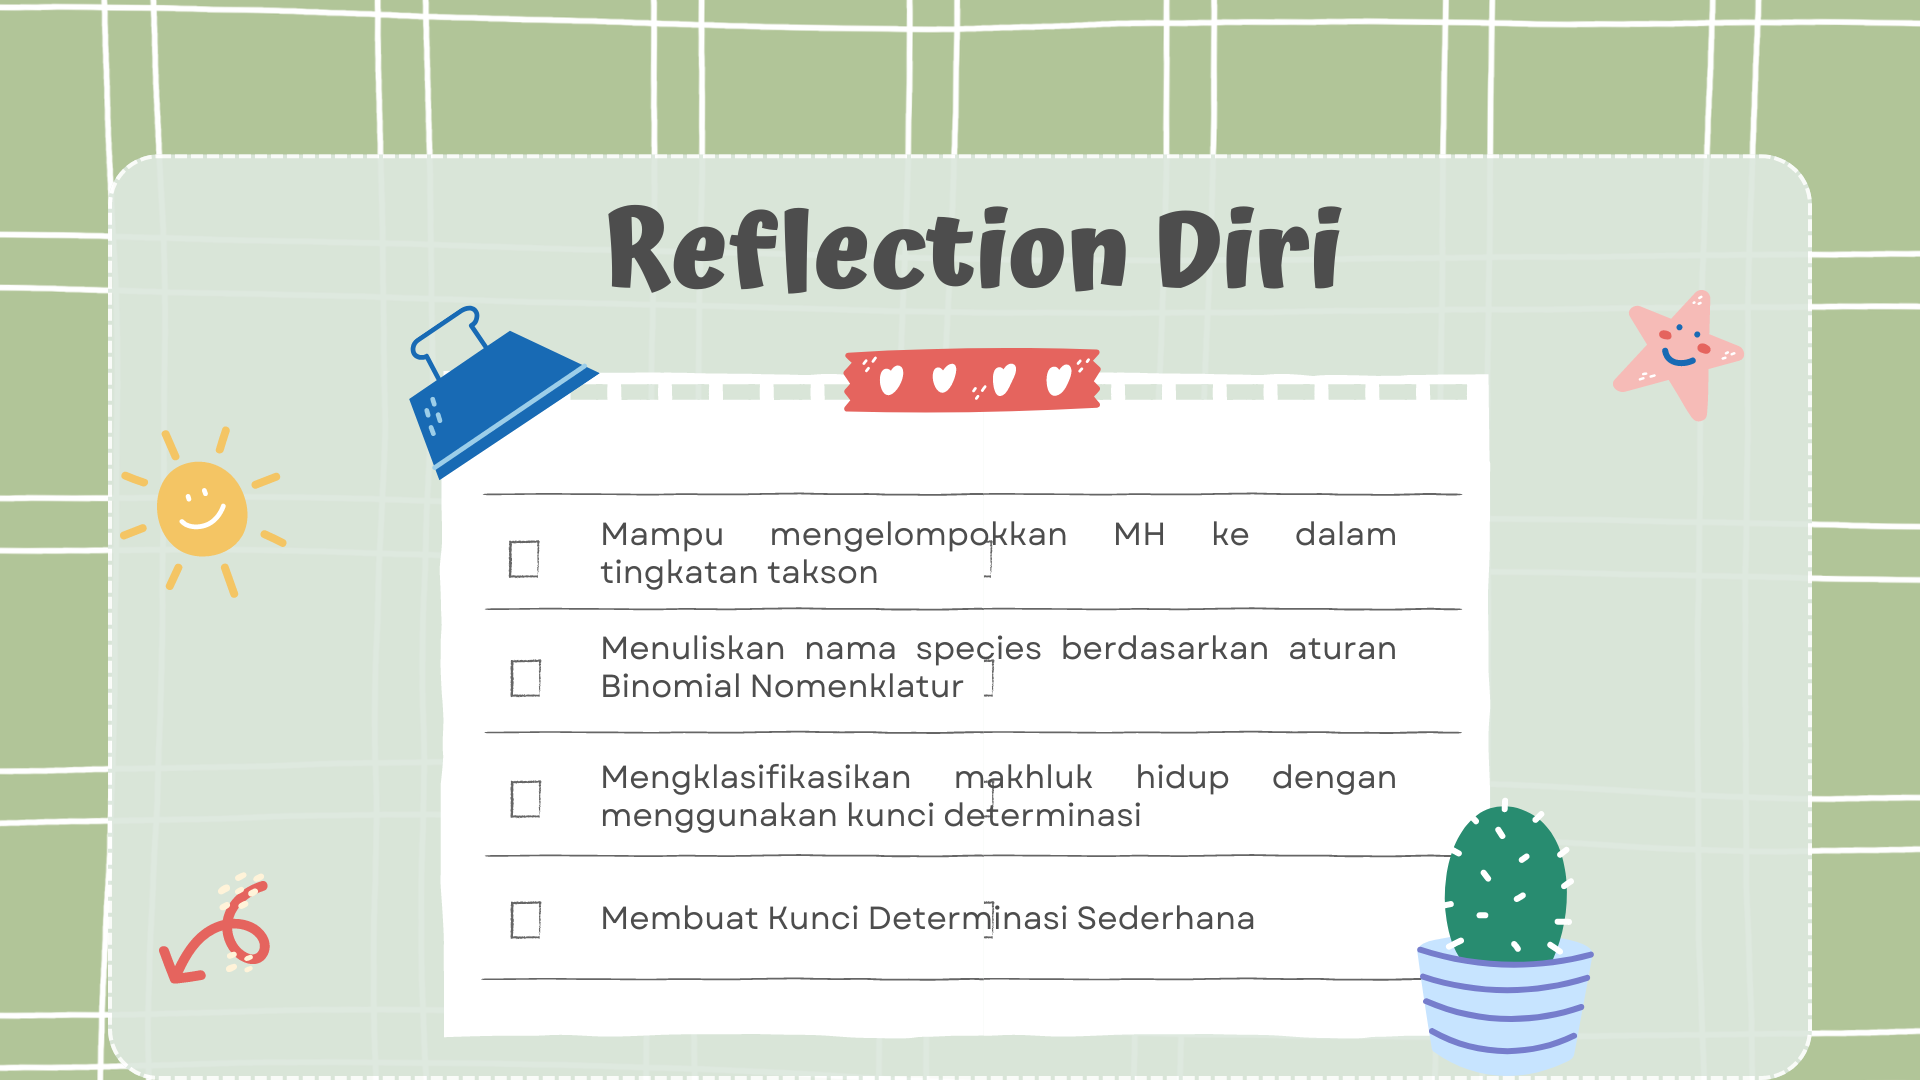 Reflection Diri
Mampu mengelompokkan MH ke dalam
tingkatan takson
Menuliskan nama species berdasarkan aturan
Binomial Nomenklatur
Mengklasifikasikan makhluk hidup dengan
menggunakan kunci determinasi
Membuat Kunci Determinasi Sederhana